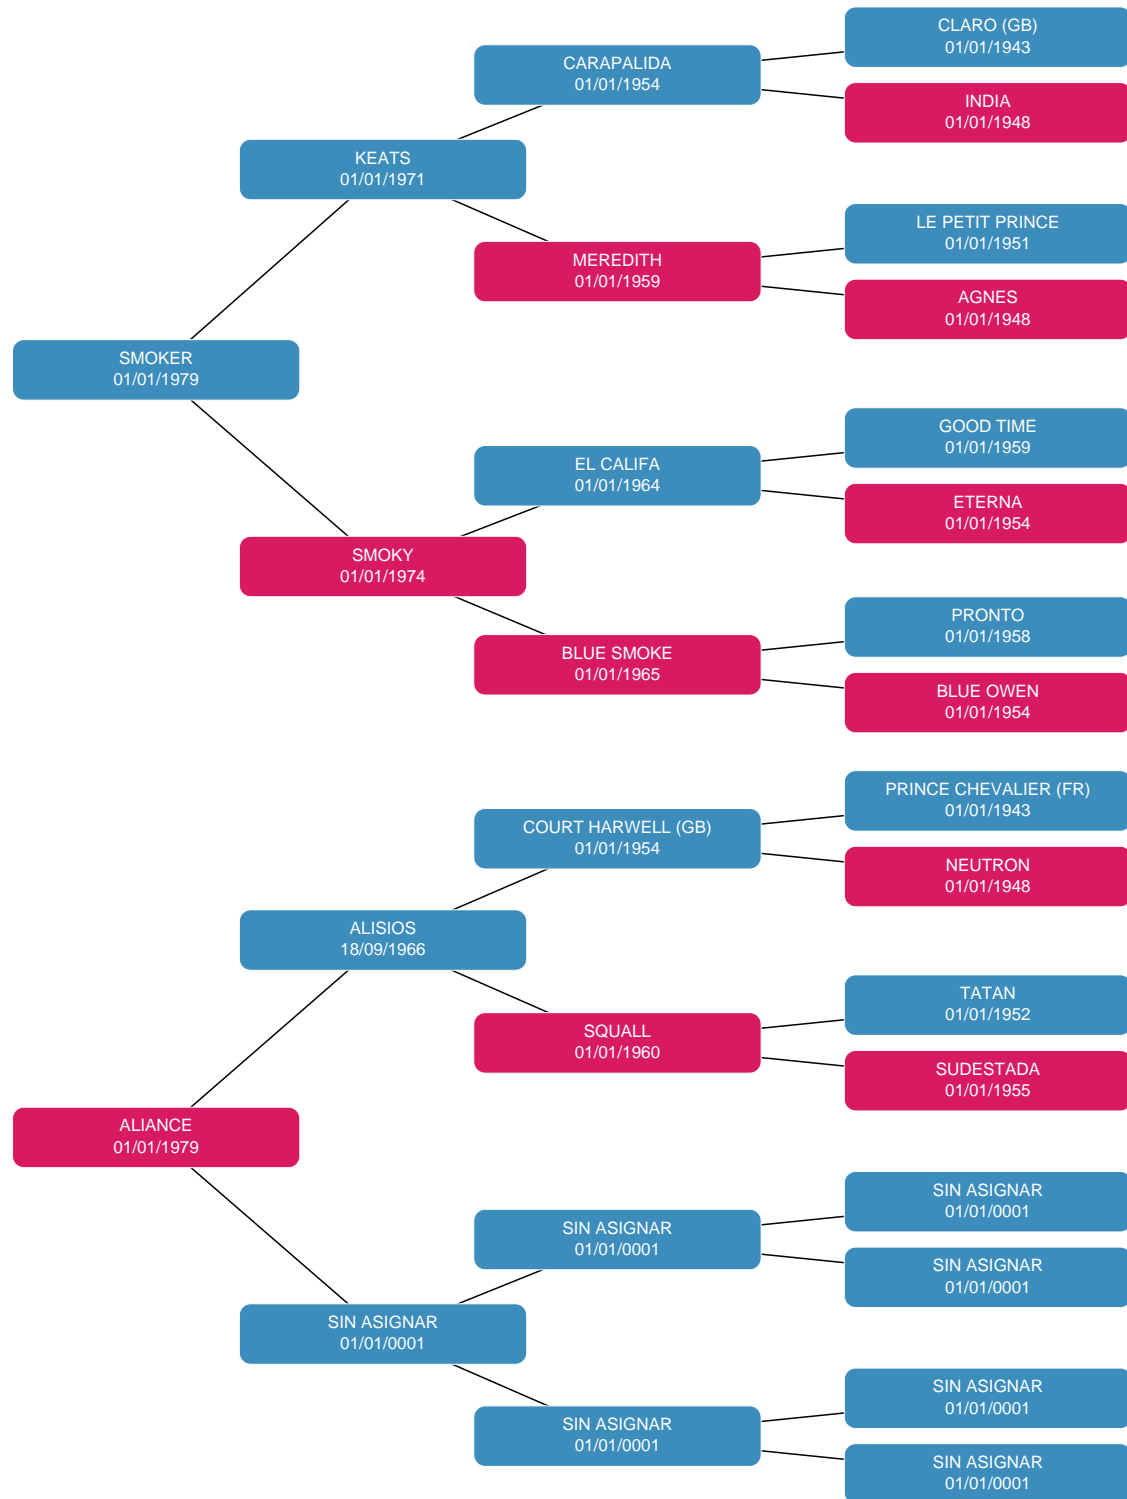 CLARO (GB)
01/01/1943
CARAPALIDA
01/01/1954
INDIA
01/01/1948
KEATS
01/01/1971
LE PETIT PRINCE
01/01/1951
MEREDITH
01/01/1959
AGNES
01/01/1948
SMOKER
01/01/1979
GOOD TIME
01/01/1959
EL CALIFA
01/01/1964
ETERNA
01/01/1954
SMOKY
01/01/1974
PRONTO
01/01/1958
BLUE SMOKE
01/01/1965
BLUE OWEN
01/01/1954
PRINCE CHEVALIER (FR)
01/01/1943
COURT HARWELL (GB)
01/01/1954
NEUTRON
01/01/1948
ALISIOS
18/09/1966
TATAN
01/01/1952
SQUALL
01/01/1960
SUDESTADA
01/01/1955
ALIANCE
01/01/1979
SIN ASIGNAR
01/01/0001
SIN ASIGNAR
01/01/0001
SIN ASIGNAR
01/01/0001
SIN ASIGNAR
01/01/0001
SIN ASIGNAR
01/01/0001
SIN ASIGNAR
01/01/0001
SIN ASIGNAR
01/01/0001